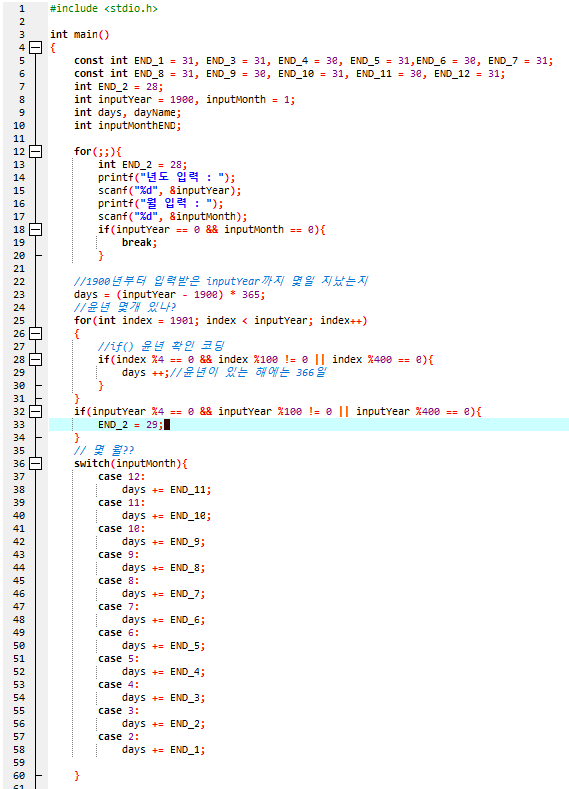 1 #include <stdio.h>
2
3 int main()
4 {
5 const int END_1 = 31, END_3 = 31, END_4 = 30, END_5 = 31,END_6 = 30, END_7 = 31;
6 const int END_8 = 31, END_9 = 30, END_10 = 31, END_11 = 30, END_12 = 31;
7 int END_2 = 28;
8 int inputYear = 1900, inputMonth = 1;
9 int days, dayName;
10 int inputMonthEND;
11
12 for(;;){
13 int END_2 = 28;
14 printf("년도 입력 : ");
15 scanf("%d", &inputYear);
16 printf("월 입력 : ");
17 scanf("%d", &inputMonth);
18 if(inputYear == 0 && inputMonth == 0){
19 break;
20 }
21
22 //1900년부터 입력받은 inputYear까지 몇일 지났는지
23 days = (inputYear - 1900) * 365;
24 //윤년 몇개 있나?
25 for(int index = 1901; index < inputYear; index++)
26 {
27 //if() 윤년 확인 코딩
28 if(index %4 == 0 && index %100 != 0 || index %400 == 0){
29 days ++;//윤년이 있는 해에는 366일
30 }
31 }
32 if(inputYear %4 == 0 && inputYear %100 != 0 || inputYear %400 == 0){
33 END_2 = 29;
34 }
35 // 몇 월??
36 switch(inputMonth){
37 case 12:
38 days += END_11;
39 case 11:
40 days += END_10;
41 case 10:
42 days += END_9;
43 case 9:
44 days += END_8;
45 case 8:
46 days += END_7;
47 case 7:
48 days += END_6;
49 case 6:
50 days += END_5;
51 case 5:
52 days += END_4;
53 case 4:
54 days += END_3;
55 case 3:
56 days += END_2;
57 case 2:
58 days += END_1;
59
60 }
61